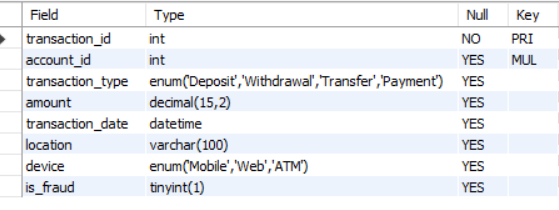 Field Type Null Key
transaction_id int NO PRI
account_id int YES MUL
transaction_type enum('Deposit','Withdrawal','Transfer','Payment') YES
amount decimal(15,2) YES
transaction_date datetime YES
location varchar(100) YES
device enum('Mobile','Web','ATM') YES
is_fraud tinyint(1) YES